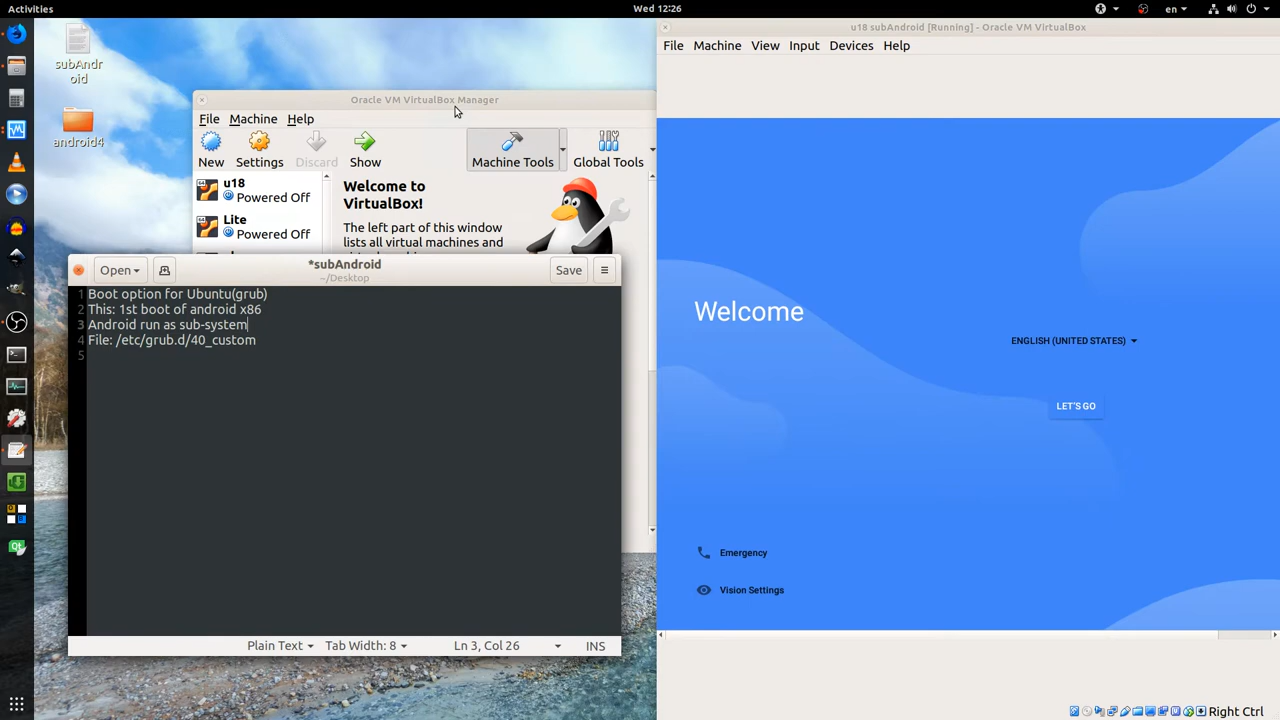 Activities
Wed 12:26
en
subAndr
oid
android4
Oracle VM VirtualBox Manager
File Machine Help
New Settings Discard Show Machine Tools Global Tools
u18
Powered Off
Lite
Powered Off
Welcome to
VirtualBox!
The left part of this window
lists all virtual machines and
Open
*subAndroid
~/Desktop
Save
1 Boot option for Ubuntu(grub)
2 This: 1st boot of android x86
3 Android run as sub-system
4 File: /etc/grub.d/40_custom
5
Plain Text Tab Width: 8 Ln 3, Col 26 INS
u18 subAndroid [Running] - Oracle VM VirtualBox
File Machine View Input Devices Help
Welcome
ENGLISH (UNITED STATES)
LET'S GO
Emergency
Vision Settings
Right Ctrl